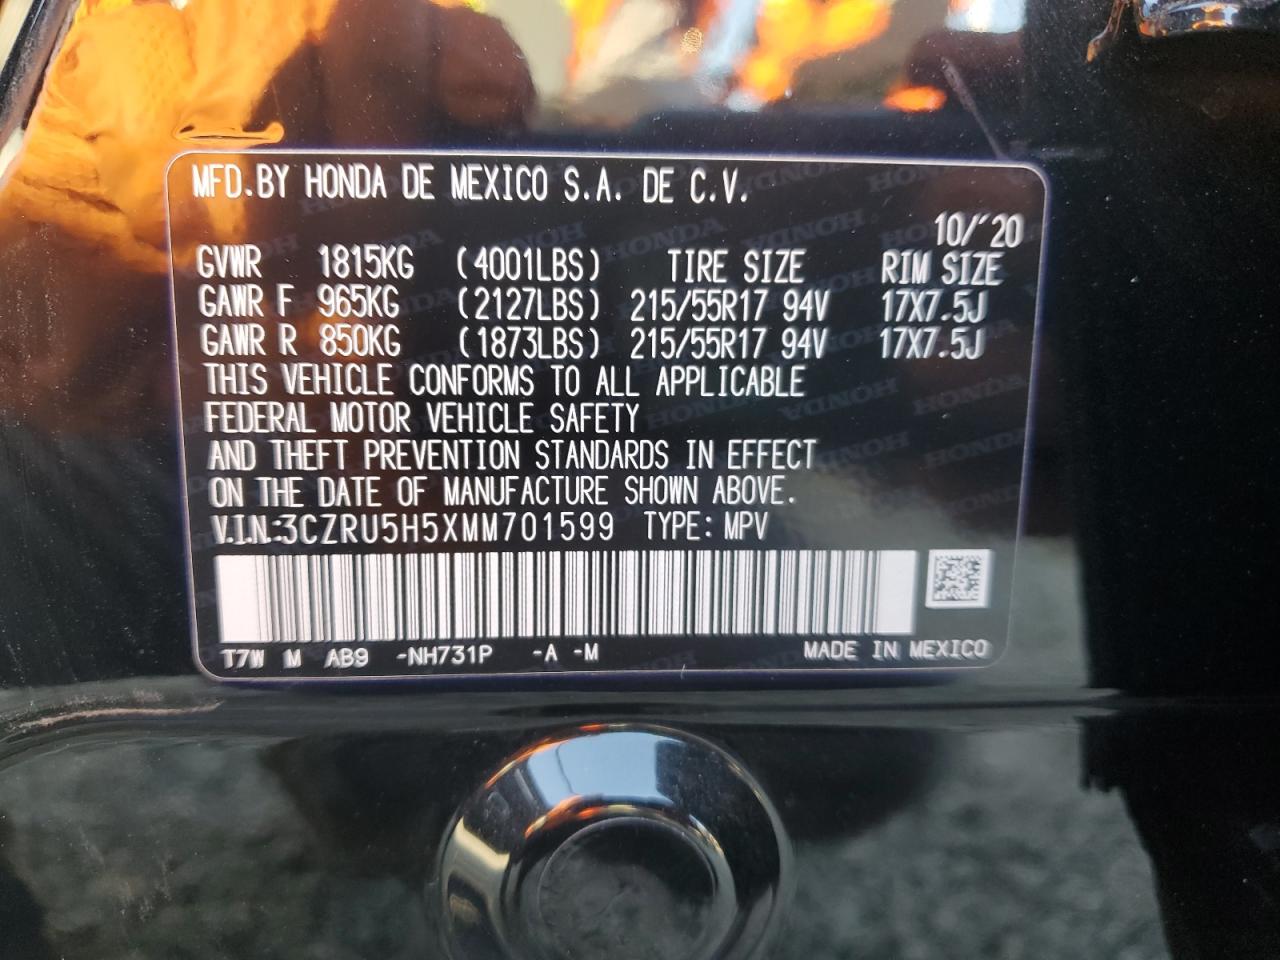 MFD.BY HONDA DE MEXICO S.A. DE C.V.
10/'20
GVWR 1815KG (4001LBS) TIRE SIZE RIM SIZE
GAWR F 965KG (2127LBS) 215/55R17 94V 17X7.5J
GAWR R 850KG (1873LBS) 215/55R17 94V 17X7.5J
THIS VEHICLE CONFORMS TO ALL APPLICABLE
FEDERAL MOTOR VEHICLE SAFETY
AND THEFT PREVENTION STANDARDS IN EFFECT
ON THE DATE OF MANUFACTURE SHOWN ABOVE.
V.I.N.:3CZRU5H5XMM701599 TYPE: MPV
T7W M AB9 -NH731P -A -M MADE IN MEXICO